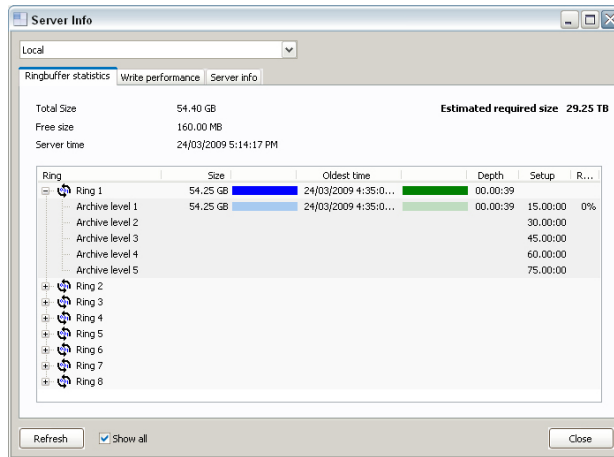 Server Info
Local
Ringbuffer statistics Write performance Server info
Total Size 54.40 GB Estimated required size 29.25 TB
Free size 160.00 MB
Server time 24/03/2009 5:14:17 PM
Ring Size Oldest time Depth Setup R...
Ring 1 54.25 GB 24/03/2009 4:35:0... 00.00:39
Archive level 1 54.25 GB 24/03/2009 4:35:0... 00.00:39 15.00:00 0%
Archive level 2 30.00:00
Archive level 3 45.00:00
Archive level 4 60.00:00
Archive level 5 75.00:00
Ring 2
Ring 3
Ring 4
Ring 5
Ring 6
Ring 7
Ring 8
Refresh Show all Close